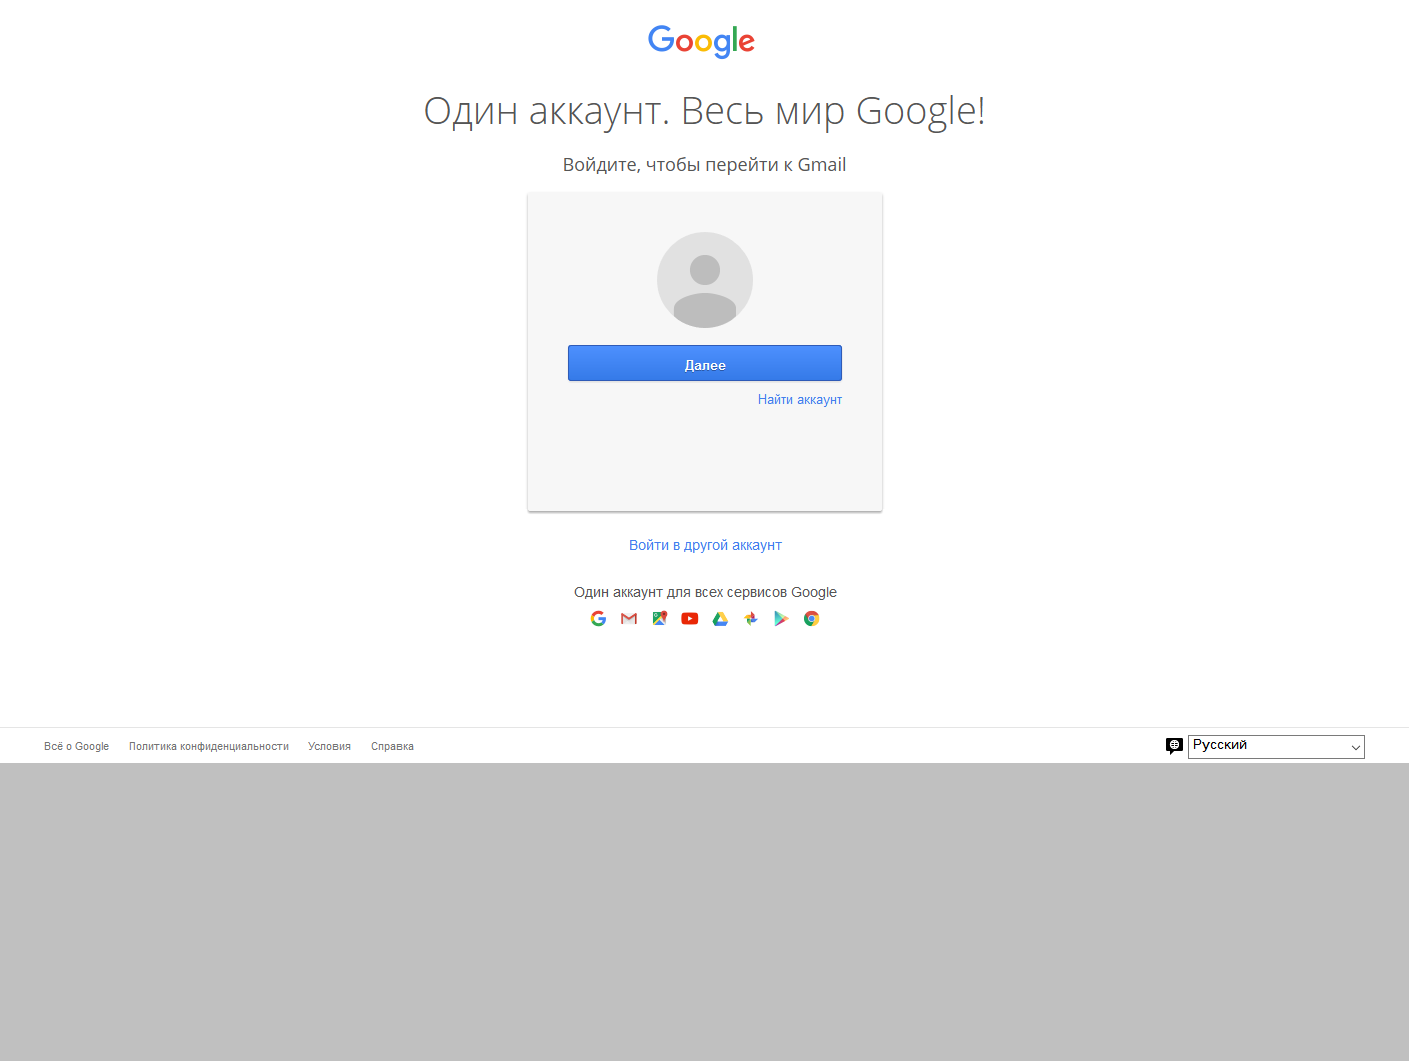 Google
Один аккаунт. Весь мир Google!
Войдите, чтобы перейти к Gmail
Далее
Найти аккаунт
Войти в другой аккаунт
Один аккаунт для всех сервисов Google
Всё о Google Политика конфиденциальности Условия Справка Русский